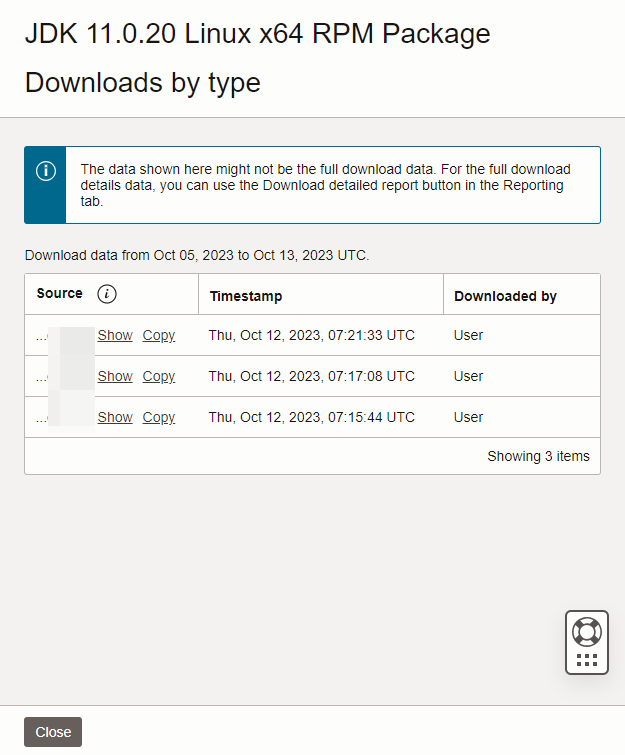 JDK 11.0.20 Linux x64 RPM Package
Downloads by type
The data shown here might not be the full download data. For the full download
details data, you can use the Download detailed report button in the Reporting
tab.
Download data from Oct 05, 2023 to Oct 13, 2023 UTC.
Source Timestamp Downloaded by
... Show Copy Thu, Oct 12, 2023, 07:21:33 UTC User
... Show Copy Thu, Oct 12, 2023, 07:17:08 UTC User
... Show Copy Thu, Oct 12, 2023, 07:15:44 UTC User
Showing 3 items
Close